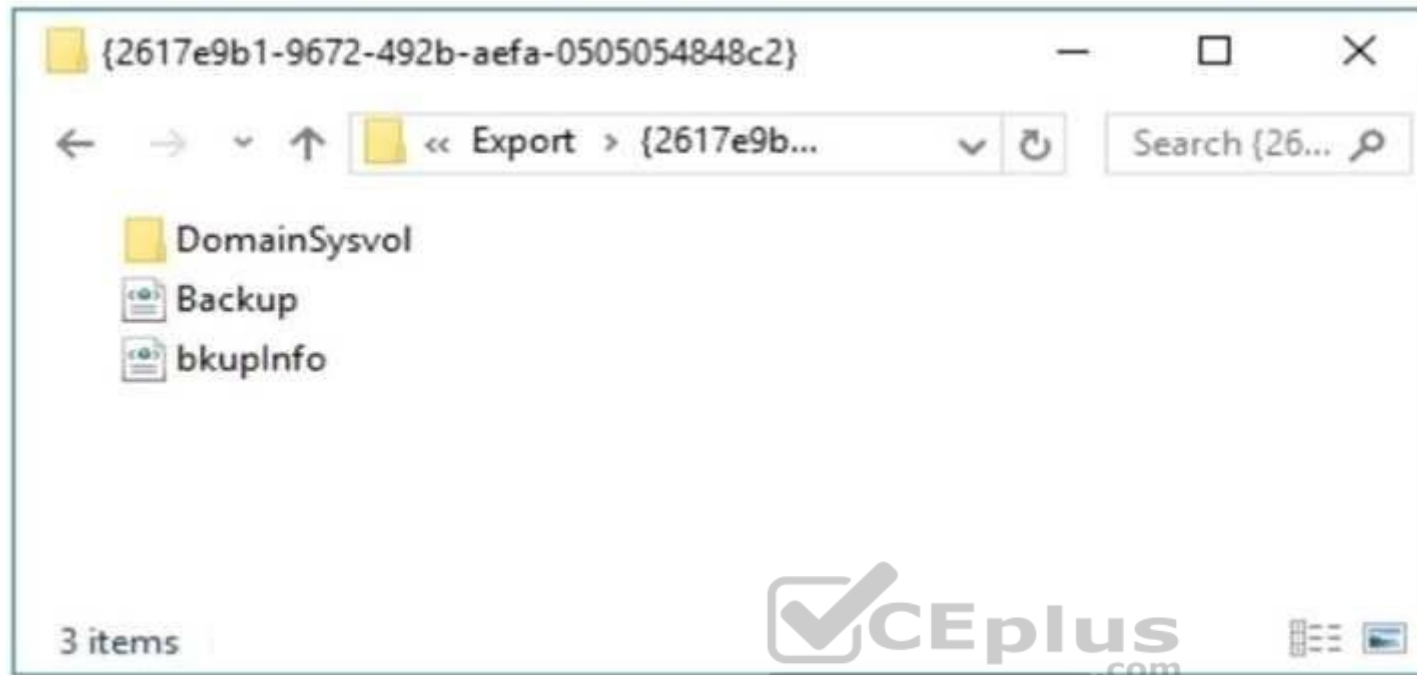 {2617e9b1-9672-492b-aefa-0505054848c2}
« Export > {2617e9b...
Search {26...
DomainSysvol
Backup
bkupInfo
3 items
CEplus
.com